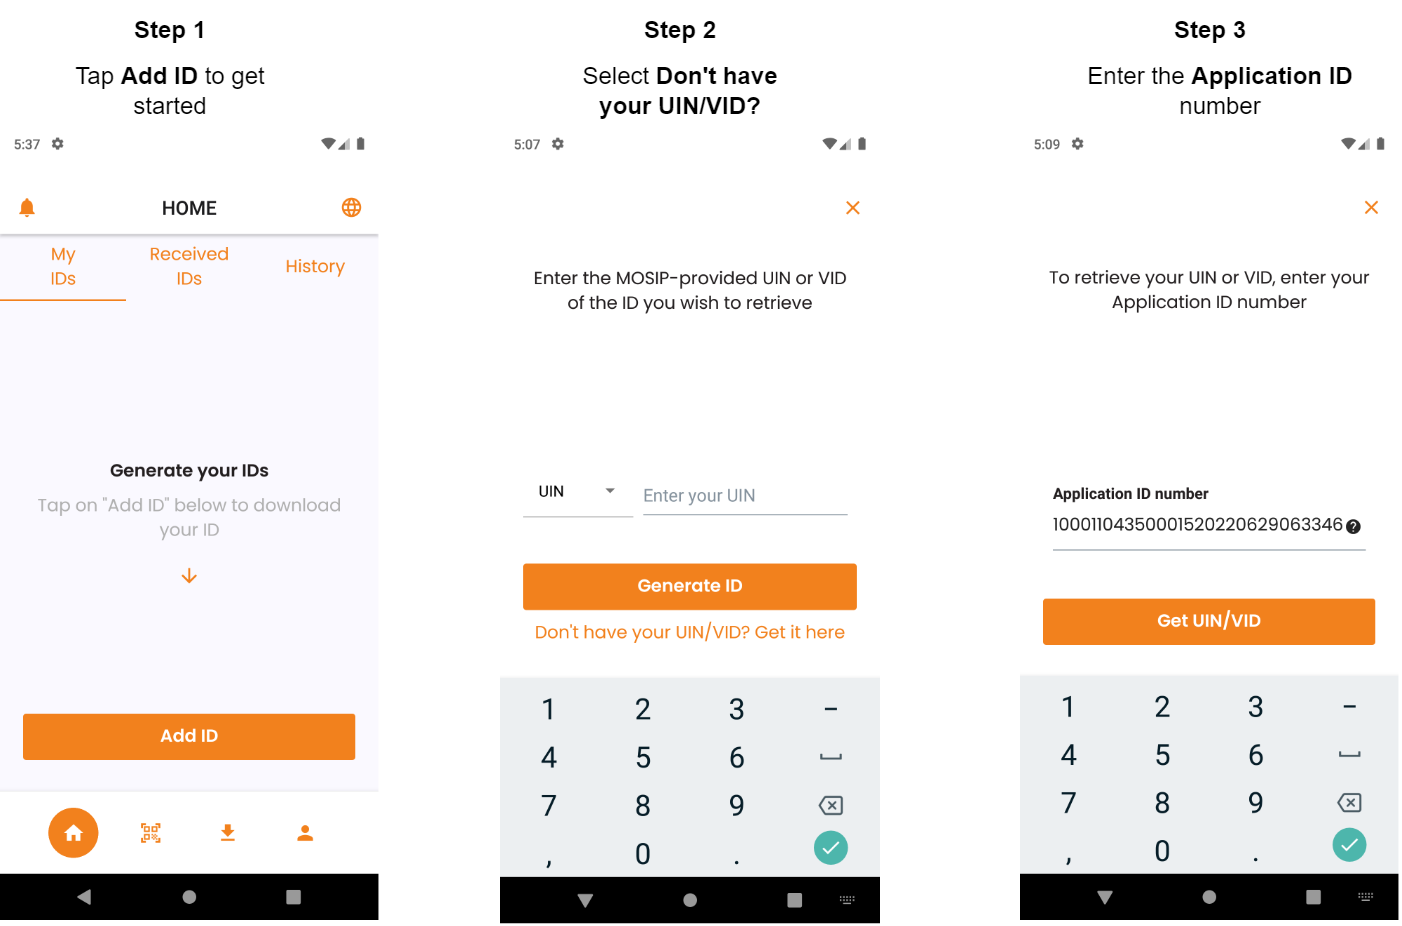 Step 1
Tap Add ID to get
started
5:37
HOME
My
IDs
Received
IDs
History
Generate your IDs
Tap on "Add ID" below to download
your ID
Add ID
Step 2
Select Don't have
your UIN/VID?
5:07
Enter the MOSIP-provided UIN or VID
of the ID you wish to retrieve
UIN
Enter your UIN
Generate ID
Don't have your UIN/VID? Get it here
1 2 3 -
4 5 6
7 8 9
, 0 .
Step 3
Enter the Application ID
number
5:09
To retrieve your UIN or VID, enter your
Application ID number
Application ID number
10001104350001520220629063346
Get UIN/VID
1 2 3 -
4 5 6
7 8 9
, 0 .